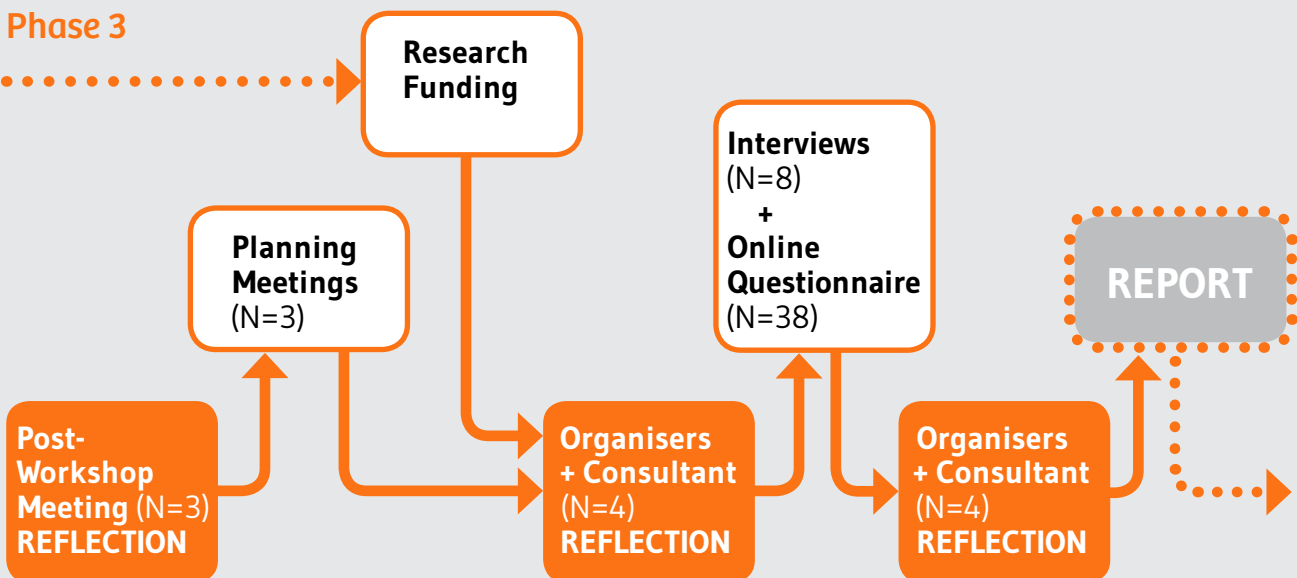 Phase 3
Research
Funding
Interviews
(N=8)
+
Online
Questionnaire
(N=38)
Planning
Meetings
(N=3)
REPORT
Post-
Workshop
Meeting (N=3)
REFLECTION
Organisers
+ Consultant
(N=4)
REFLECTION
Organisers
+ Consultant
(N=4)
REFLECTION